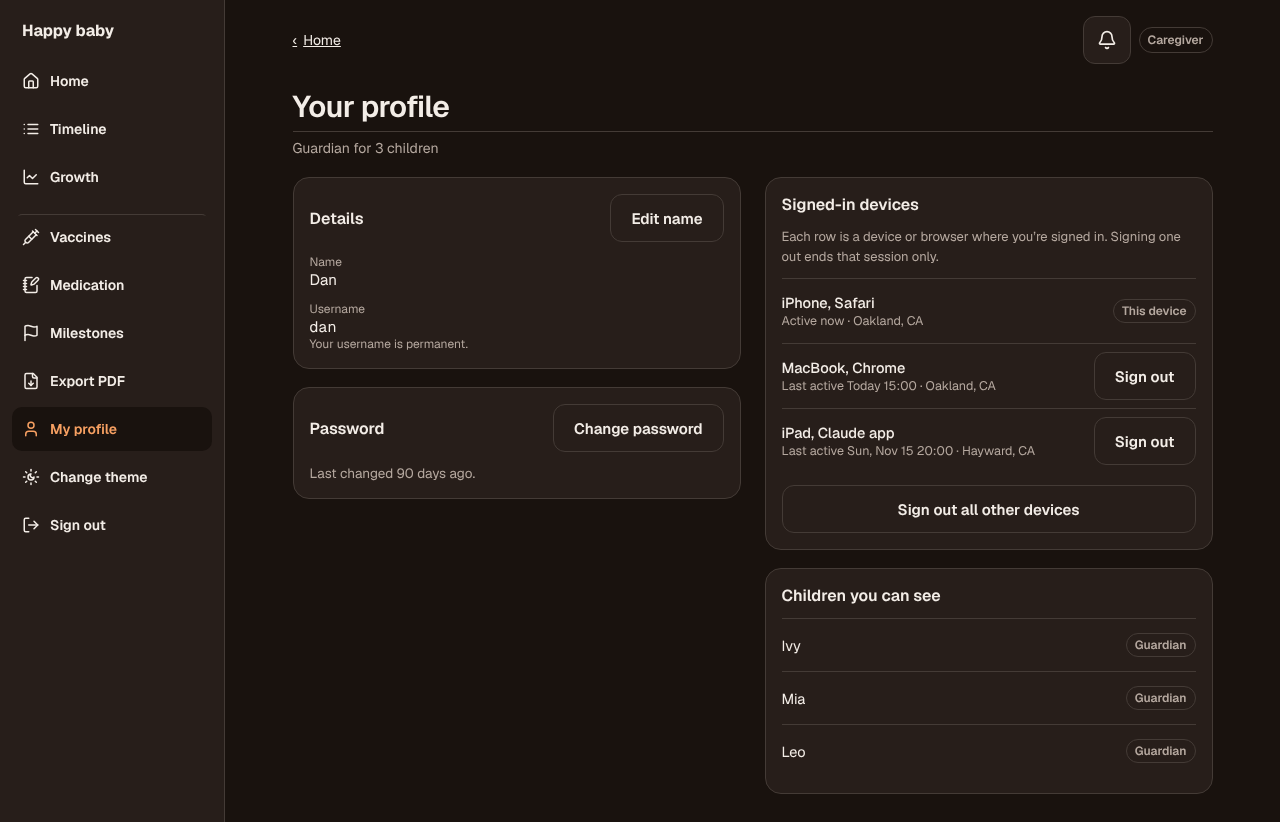 Happy baby
Home
Timeline
Growth
Vaccines
Medication
Milestones
Export PDF
My profile
Change theme
Sign out
‹ Home
Caregiver
Your profile
Guardian for 3 children
Details
Edit name
Name
Dan
Username
dan
Your username is permanent.
Password
Change password
Last changed 90 days ago.
Signed-in devices
Each row is a device or browser where you're signed in. Signing one
out ends that session only.
iPhone, Safari
Active now · Oakland, CA
This device
MacBook, Chrome
Last active Today 15:00 · Oakland, CA
Sign out
iPad, Claude app
Last active Sun, Nov 15 20:00 · Hayward, CA
Sign out
Sign out all other devices
Children you can see
Ivy
Guardian
Mia
Guardian
Leo
Guardian